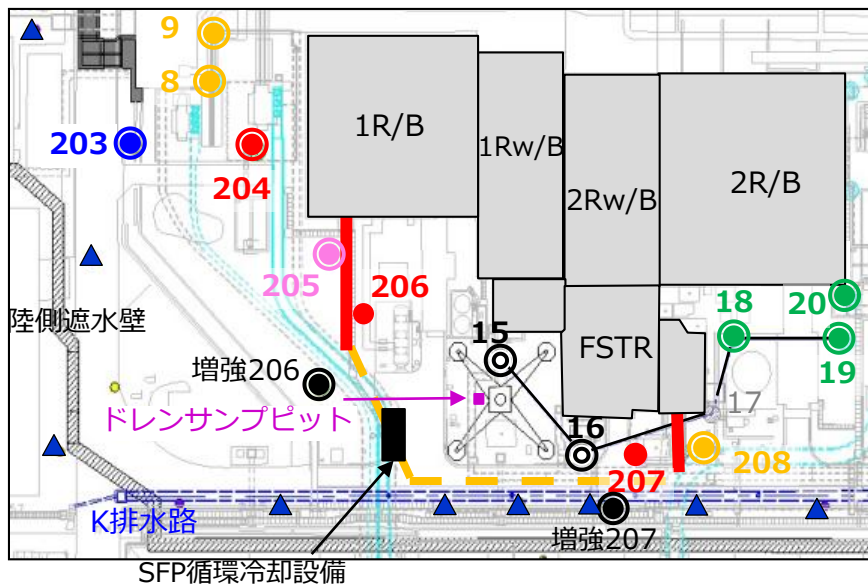 9
8
203
204
1R/B
1Rw/B
2Rw/B
2R/B
205
206
陸側遮水壁
増強206
15
FSTR
18
20
19
ドレンサンプピット
17
16
207
208
K排水路
増強207
SFP循環冷却設備